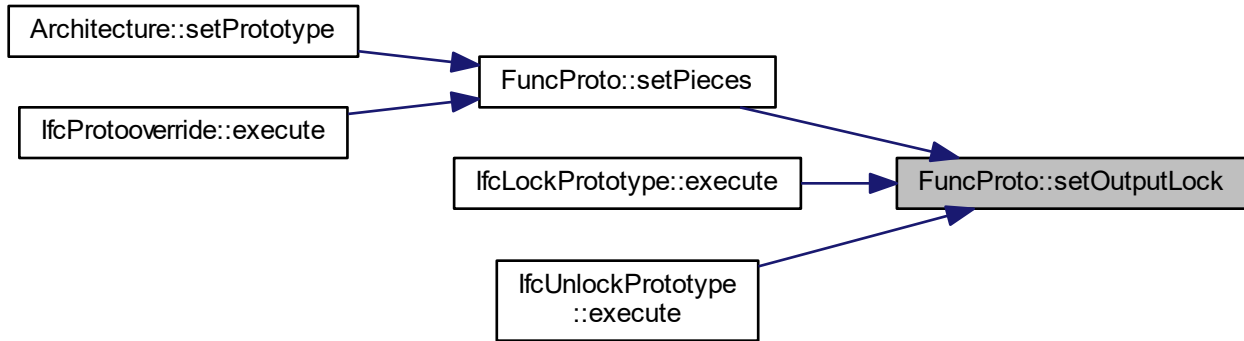 Architecture::setPrototype
FuncProto::setPieces
IfcProtooverride::execute
IfcLockPrototype::execute
FuncProto::setOutputLock
IfcUnlockPrototype
::execute